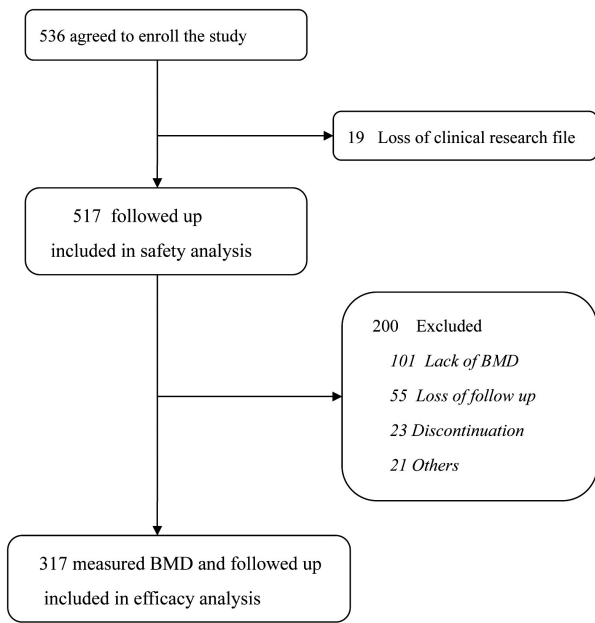 536 agreed to enroll the study
19 Loss of clinical research file
517 followed up
included in safety analysis
200 Excluded
101 Lack of BMD
55 Loss of follow up
23 Discontinuation
21 Others
317 measured BMD and followed up
included in efficacy analysis